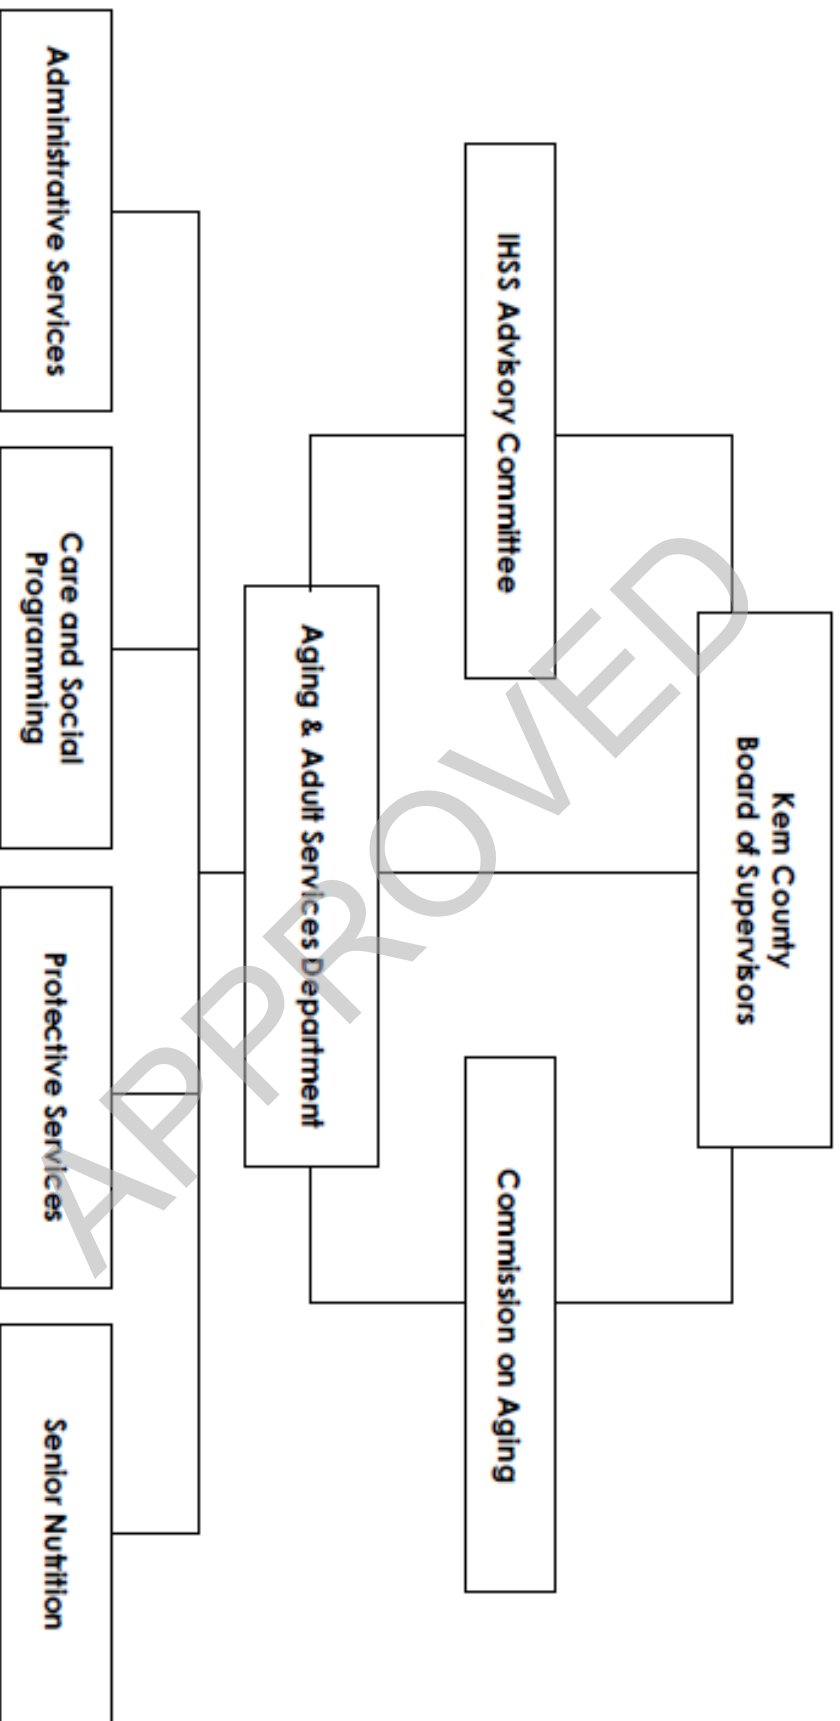 Kern County
Board of Supervisors
IHSS Advisory Committee
Commission on Aging
Aging & Adult Services Department
Administrative Services
Care and Social
Programming
Protective Services
Senior Nutrition
APPROVED